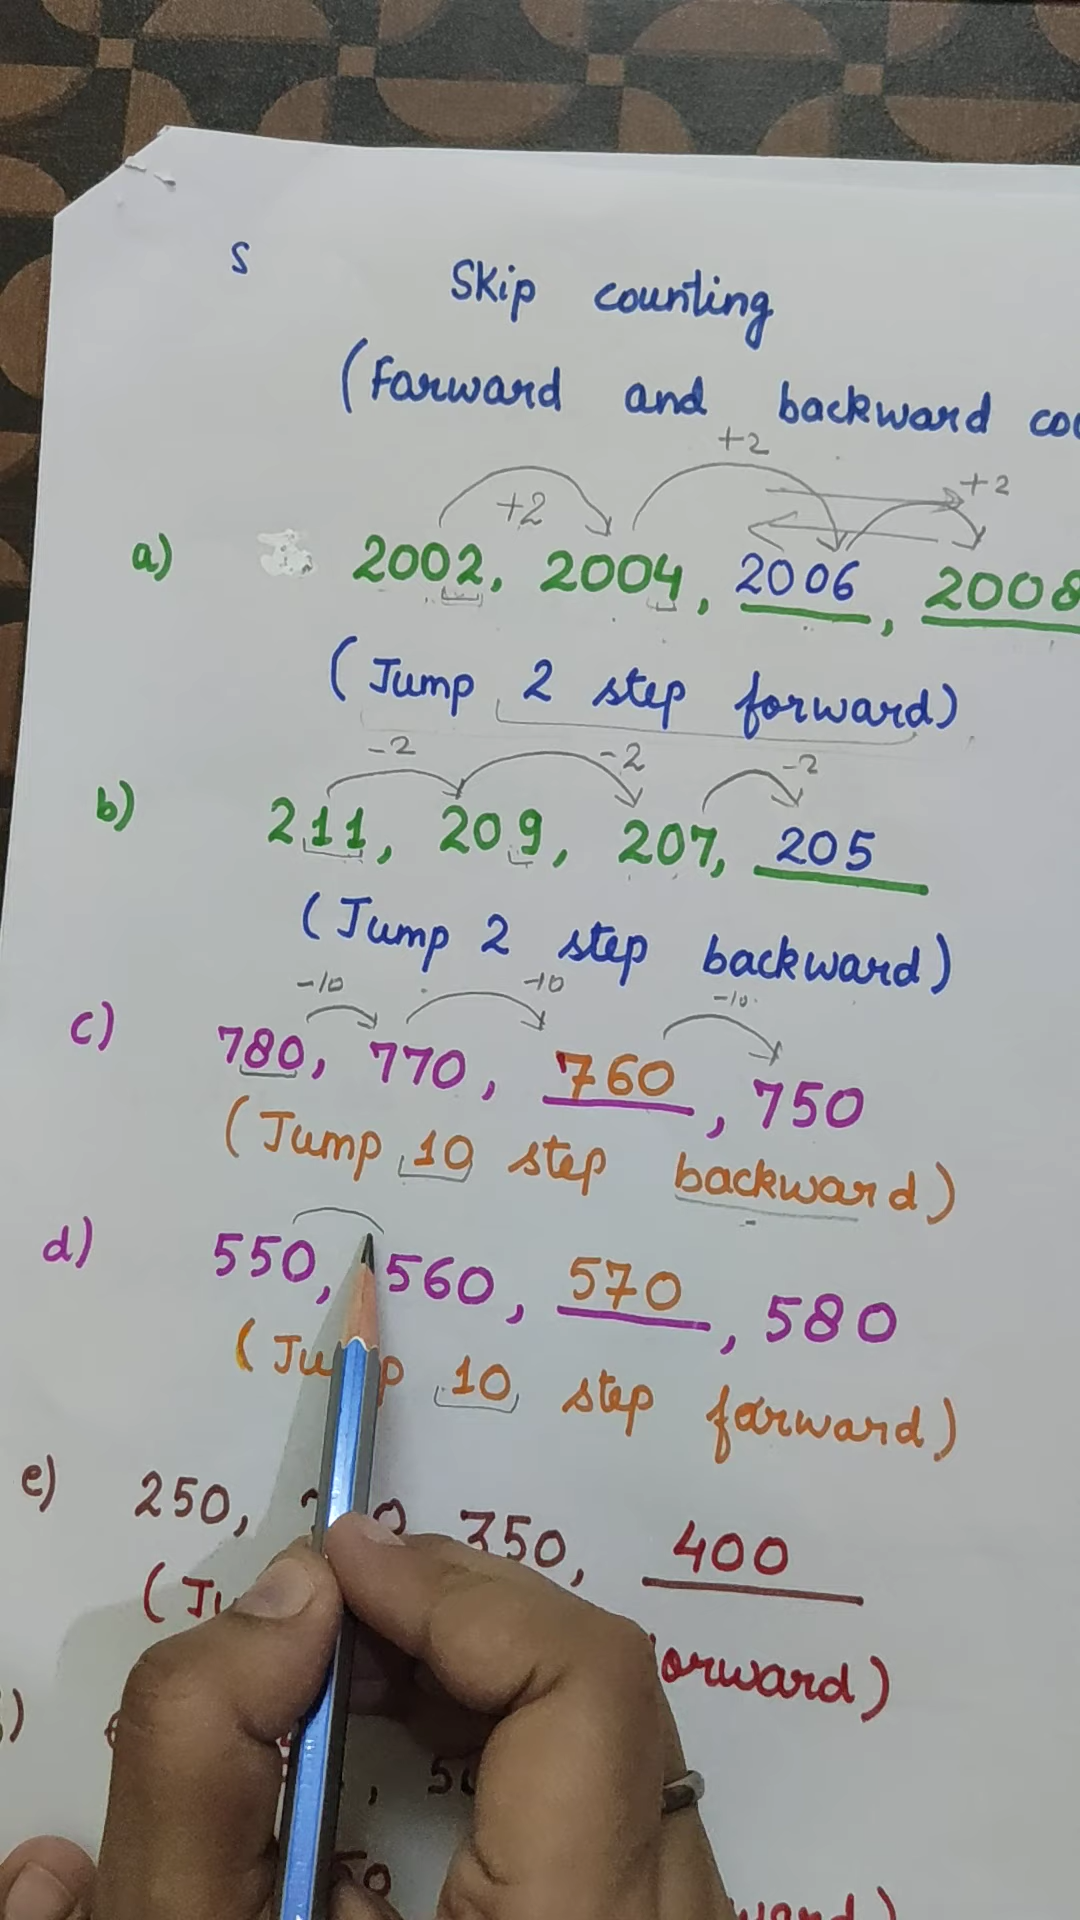 S
Skip counting
(Forward and backward
+2 +2 +2
a) 2002, 2004, 2006, 2008
(Jump 2 step forward)
-2 -2 -2
b) 211, 209, 207, 205
(Jump 2 step backward)
-10 -10 -10
c) 780, 770, 760, 750
(Jump 10 step backward)
d) 550, 560, 570, 580
(Jump 10 step forward)
e) 250, 350, 400